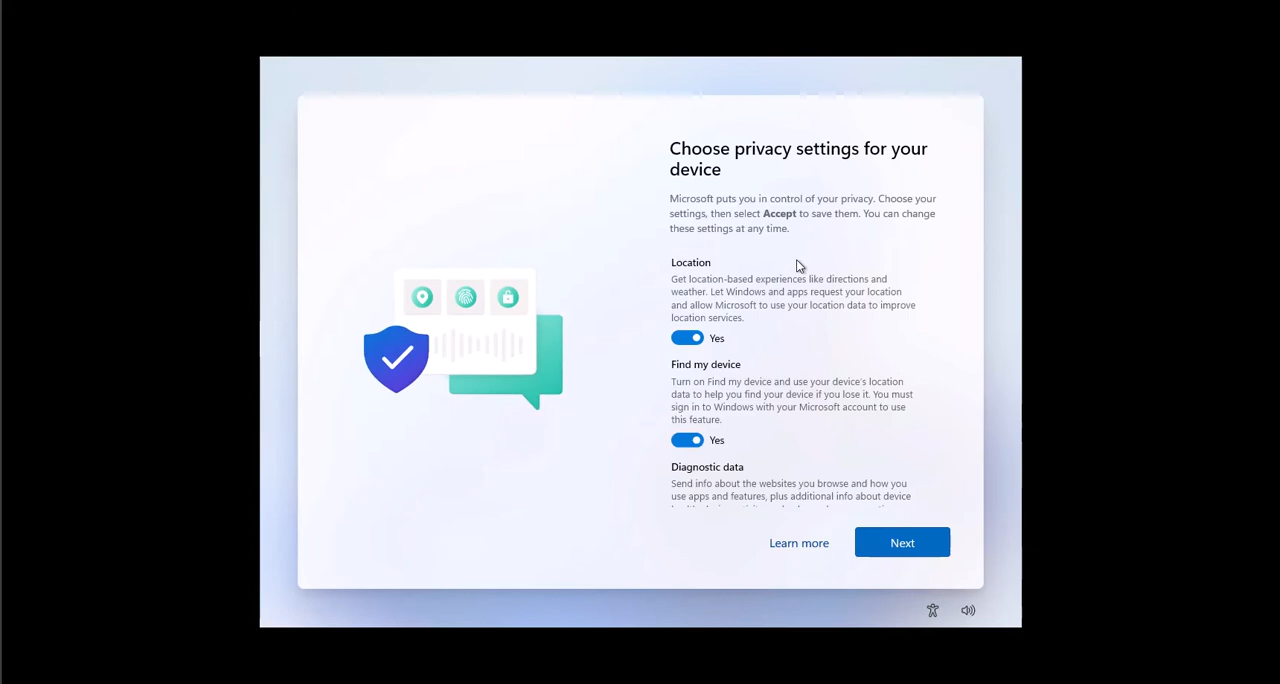 Choose privacy settings for your
device
Microsoft puts you in control of your privacy. Choose your
settings, then select Accept to save them. You can change
these settings at any time.
Location
Get location-based experiences like directions and
weather. Let Windows and apps request your location
and allow Microsoft to use your location data to improve
location services.
Yes
Find my device
Turn on Find my device and use your device's location
data to help you find your device if you lose it. You must
sign in to Windows with your Microsoft account to use
this feature.
Yes
Diagnostic data
Send info about the websites you browse and how you
use apps and features, plus additional info about device
Learn more
Next